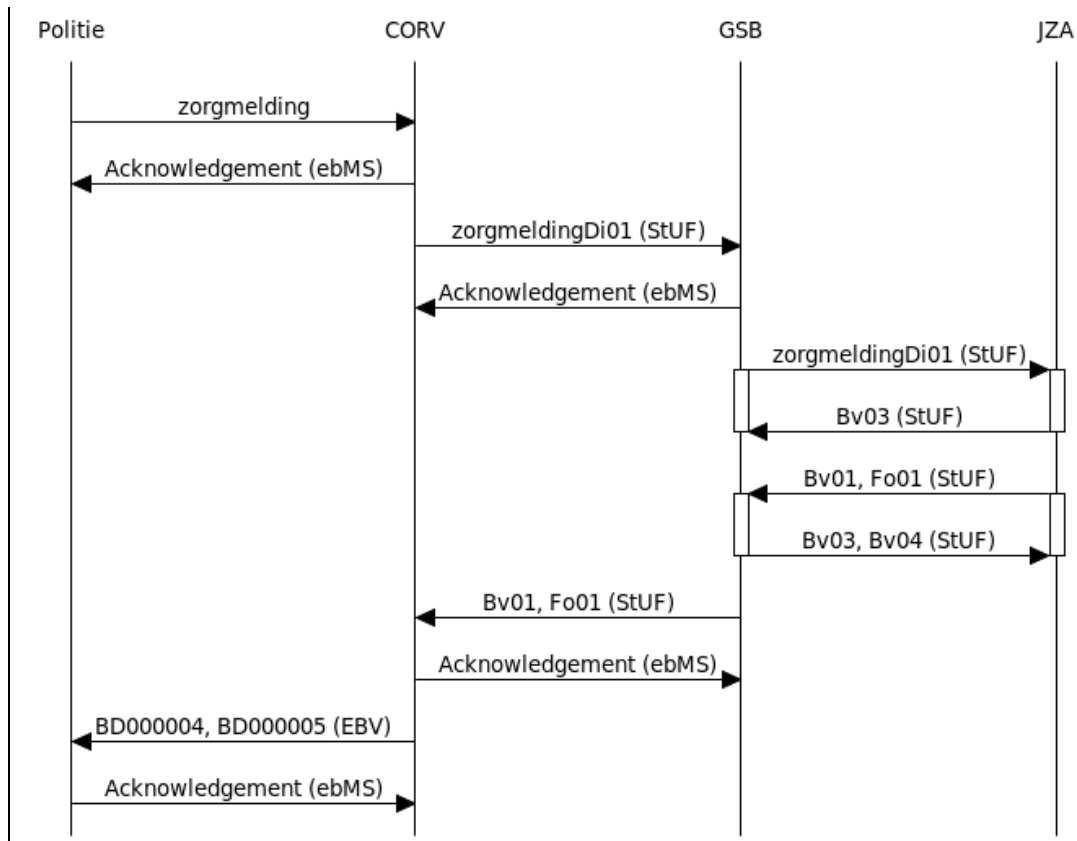 Politie CORV GSB JZA
zorgmelding
Acknowledgement (ebMS)
zorgmeldingDi01 (StUF)
Acknowledgement (ebMS)
zorgmeldingDi01 (StUF)
Bv03 (StUF)
Bv01, Fo01 (StUF)
Bv03, Bv04 (StUF)
Bv01, Fo01 (StUF)
Acknowledgement (ebMS)
BD000004, BD000005 (EBV)
Acknowledgement (ebMS)